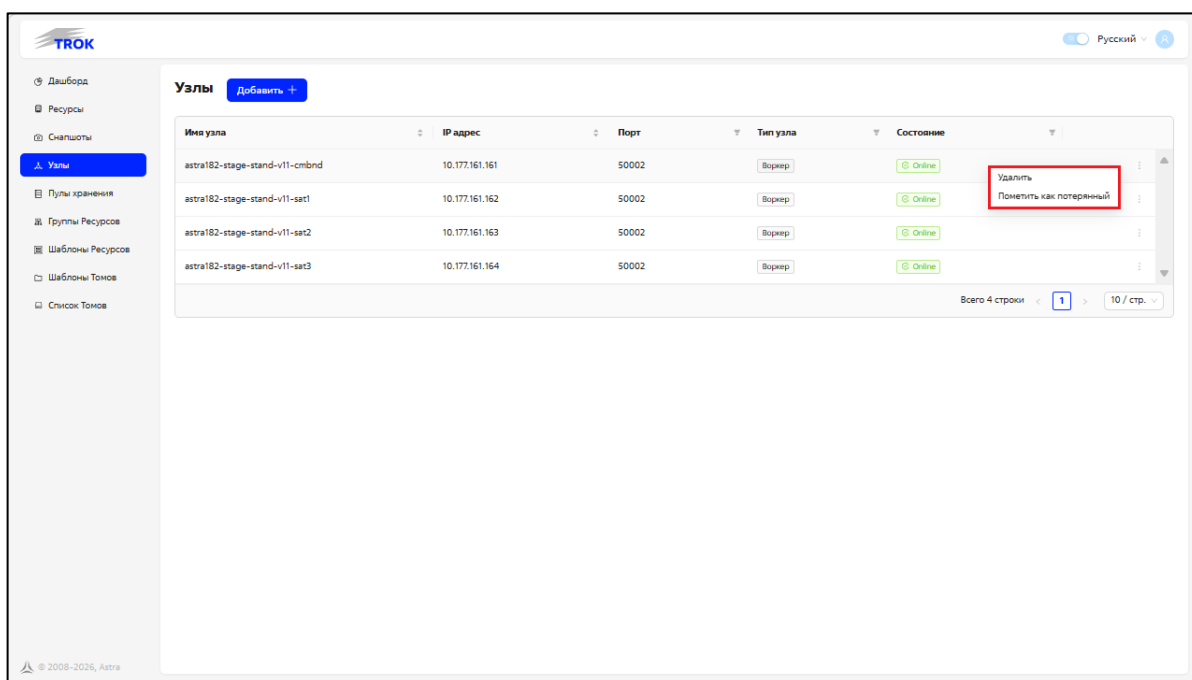 TROK
Русский
Дашборд
Ресурсы
Снапшоты
Узлы
Пулы хранения
Группы Ресурсов
Шаблоны Ресурсов
Шаблоны Томов
Список Томов
Узлы Добавить +
Имя узла IP адрес Порт Тип узла Состояние
astra182-stage-stand-v11-cmbnd 10.177.161.161 50002 Воркер Online
Удалить
Пометить как потерянный
astra182-stage-stand-v11-sat1 10.177.161.162 50002 Воркер Online
astra182-stage-stand-v11-sat2 10.177.161.163 50002 Воркер Online
astra182-stage-stand-v11-sat3 10.177.161.164 50002 Воркер Online
Всего 4 строки < 1 > 10 / стр.
© 2008-2026, Astra